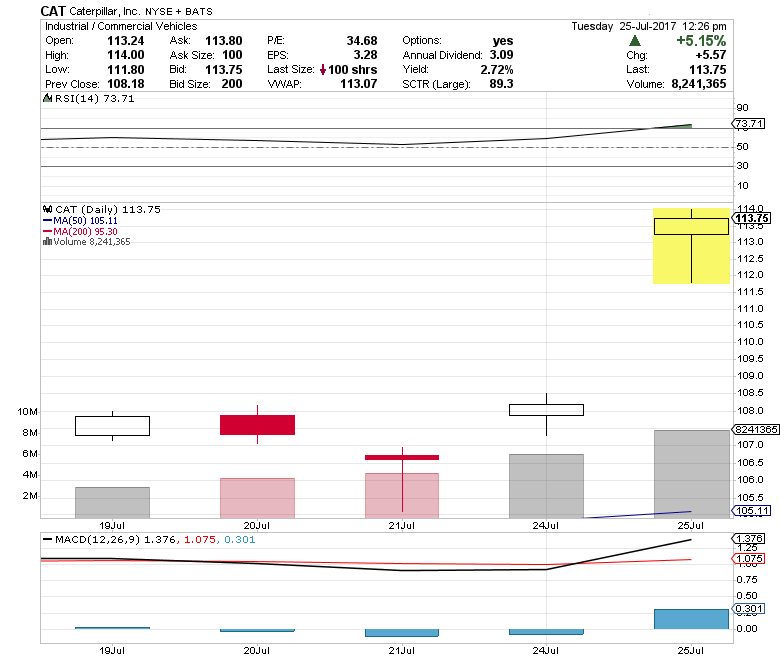 CAT Caterpillar, Inc. NYSE + BATS
Industrial / Commercial Vehicles
Tuesday 25-Jul-2017 12:26 pm
Open: 113.24 Ask: 113.80 P/E: 34.68 Options: yes +5.15%
High: 114.00 Ask Size: 100 EPS: 3.28 Annual Dividend: 3.09 Chg: +5.57
Low: 111.80 Bid: 113.75 Last Size: 100 shrs Yield: 2.72% Last: 113.75
Prev Close: 108.18 Bid Size: 200 VWAP: 113.07 SCTR (Large): 89.3 Volume: 8,241,365
RSI(14) 73.71
90
73.71
50
30
10
CAT (Daily) 113.75
MA(50) 105.11
MA(200) 95.30
Volume 8,241,365
114.0
113.75
113.5
113.0
112.5
112.0
111.5
111.0
110.5
110.0
109.5
109.0
108.5
10M 108.0
8M 8241365
107.0
6M 106.5
4M 106.0
2M 105.5
105.11
19Jul 20Jul 21Jul 24Jul 25Jul
MACD(12,26,9) 1.376, 1.075, 0.301
1.376
1.25
1.075
0.75
0.50
0.301
0.00
19Jul 20Jul 21Jul 24Jul 25Jul